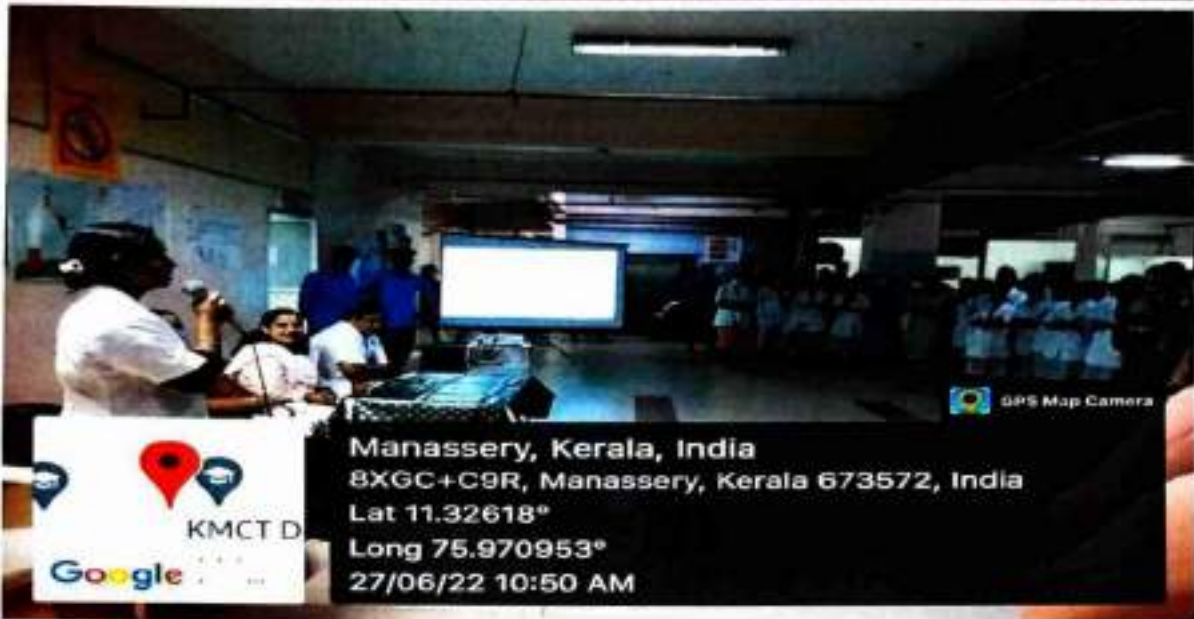 GPS Map Camera
Manassery, Kerala, India
8XGC+C9R, Manassery, Kerala 673572, India
Lat 11.32618°
Long 75.970953°
27/06/22 10:50 AM
KMCT D
Google